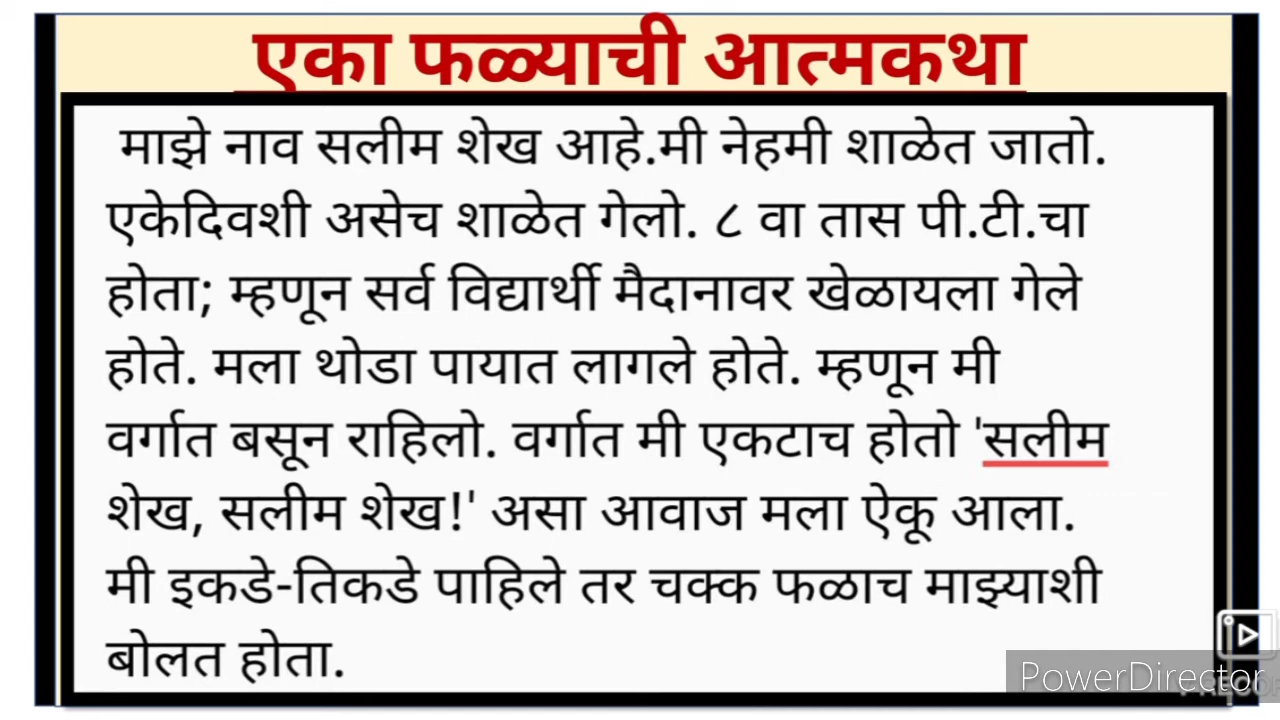 एका फळ्याची आत्मकथा
माझे नाव सलीम शेख आहे.मी नेहमी शाळेत जातो.
एकेदिवशी असेच शाळेत गेलो. ८ वा तास पी.टी.चा
होता; म्हणून सर्व विद्यार्थी मैदानावर खेळायला गेले
होते. मला थोडा पायात लागले होते. म्हणून मी
वर्गात बसून राहिलो. वर्गात मी एकटाच होतो 'सलीम
शेख, सलीम शेख!' असा आवाज मला ऐकू आला.
मी इकडे-तिकडे पाहिले तर चक्क फळाच माझ्याशी
बोलत होता.
PowerDirector